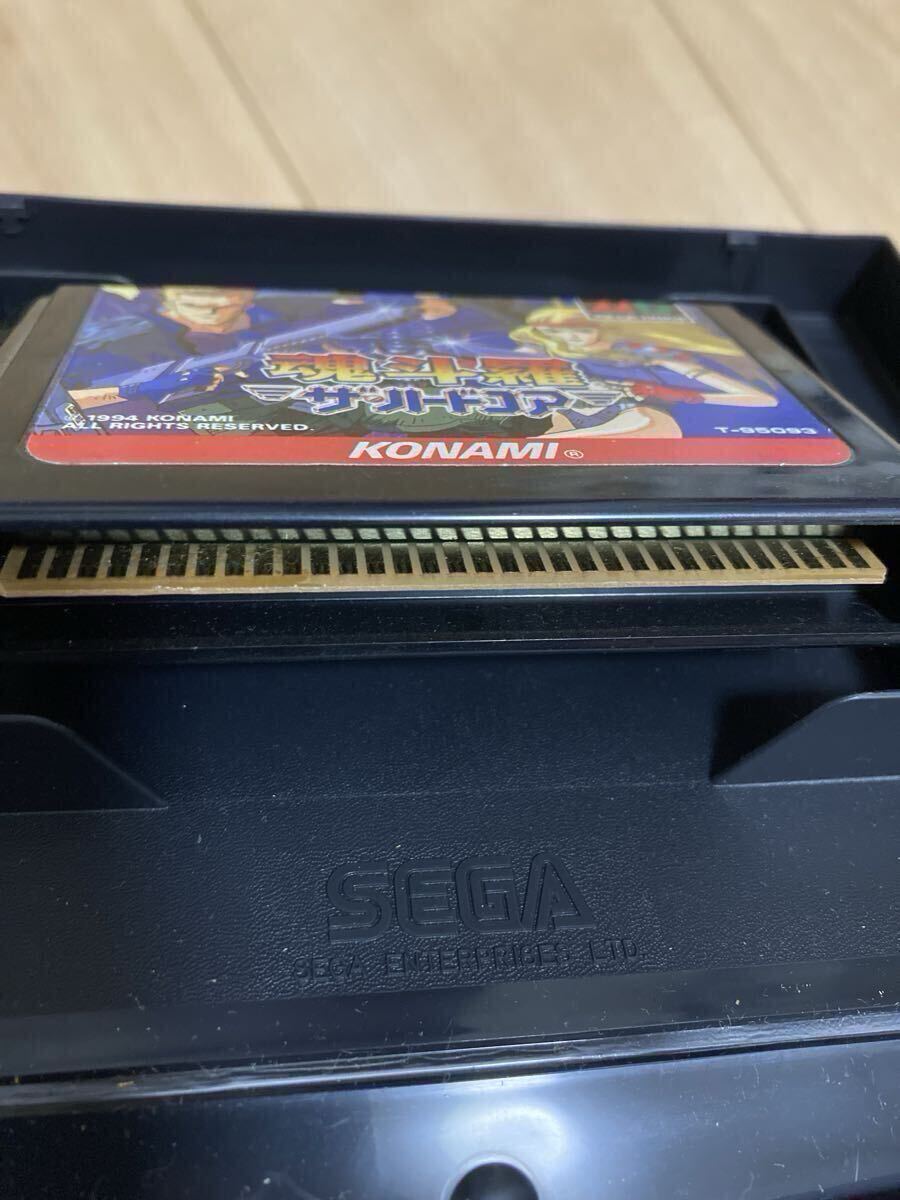 魂斗羅
ザ・ハードコア
© 1994 KONAMI
ALL RIGHTS RESERVED.
T-95093
KONAMI®
SEGA
SEGA ENTERPRISES LTD.